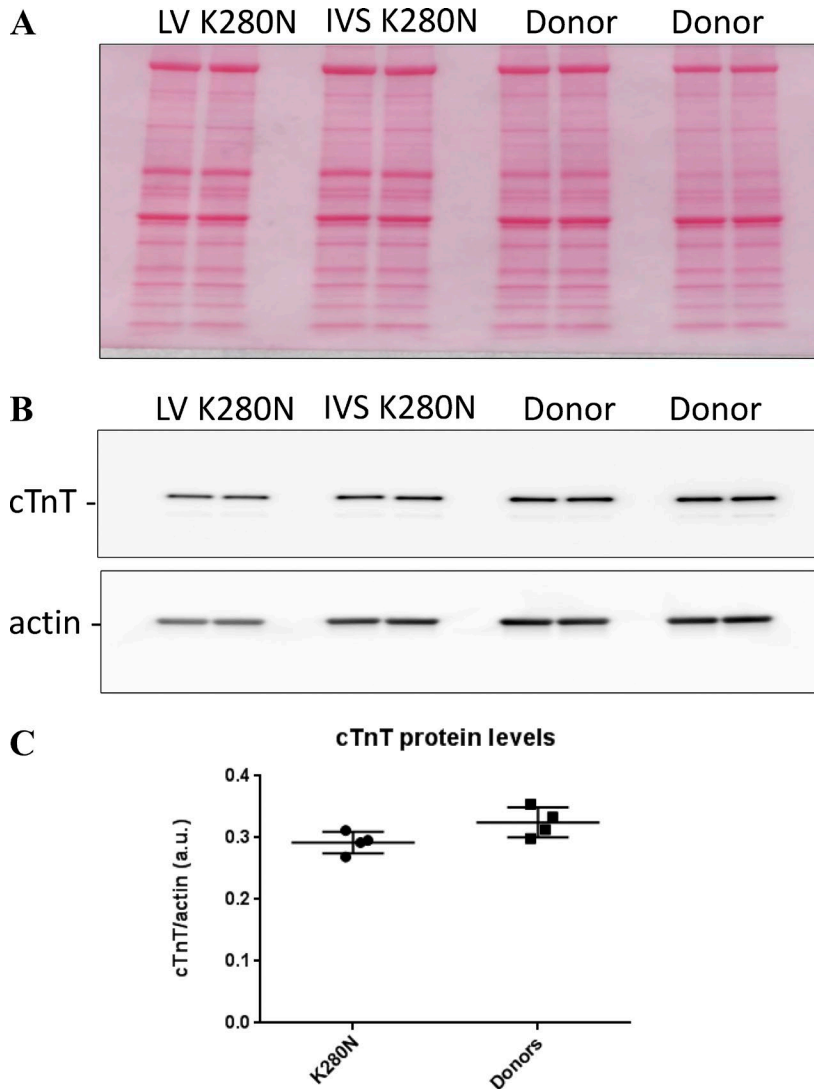 A
LV K280N IVS K280N Donor Donor
B
LV K280N IVS K280N Donor Donor
cTnT -
actin -
C
cTnT protein levels
cTnT/actin (a.u.)
0.4
0.3
0.2
0.1
0.0
K280N
Donors